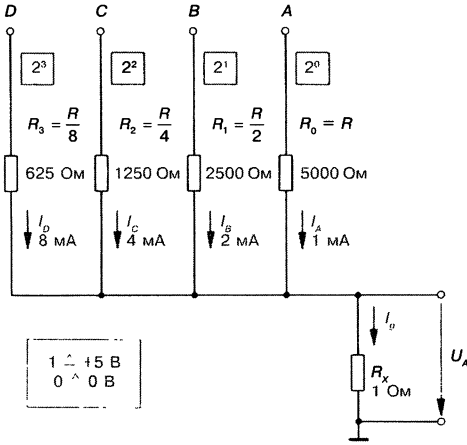 D C B A
2³ 2² 2¹ 2⁰
R₃ = R/8 R₂ = R/4 R₁ = R/2 R₀ = R
625 Ом 1250 Ом 2500 Ом 5000 Ом
I_D I_C I_B I_A
8 мА 4 мА 2 мА 1 мА
I_g
1 ≙ +5 В
0 ≙ 0 В
R_X
1 Ом
U_A